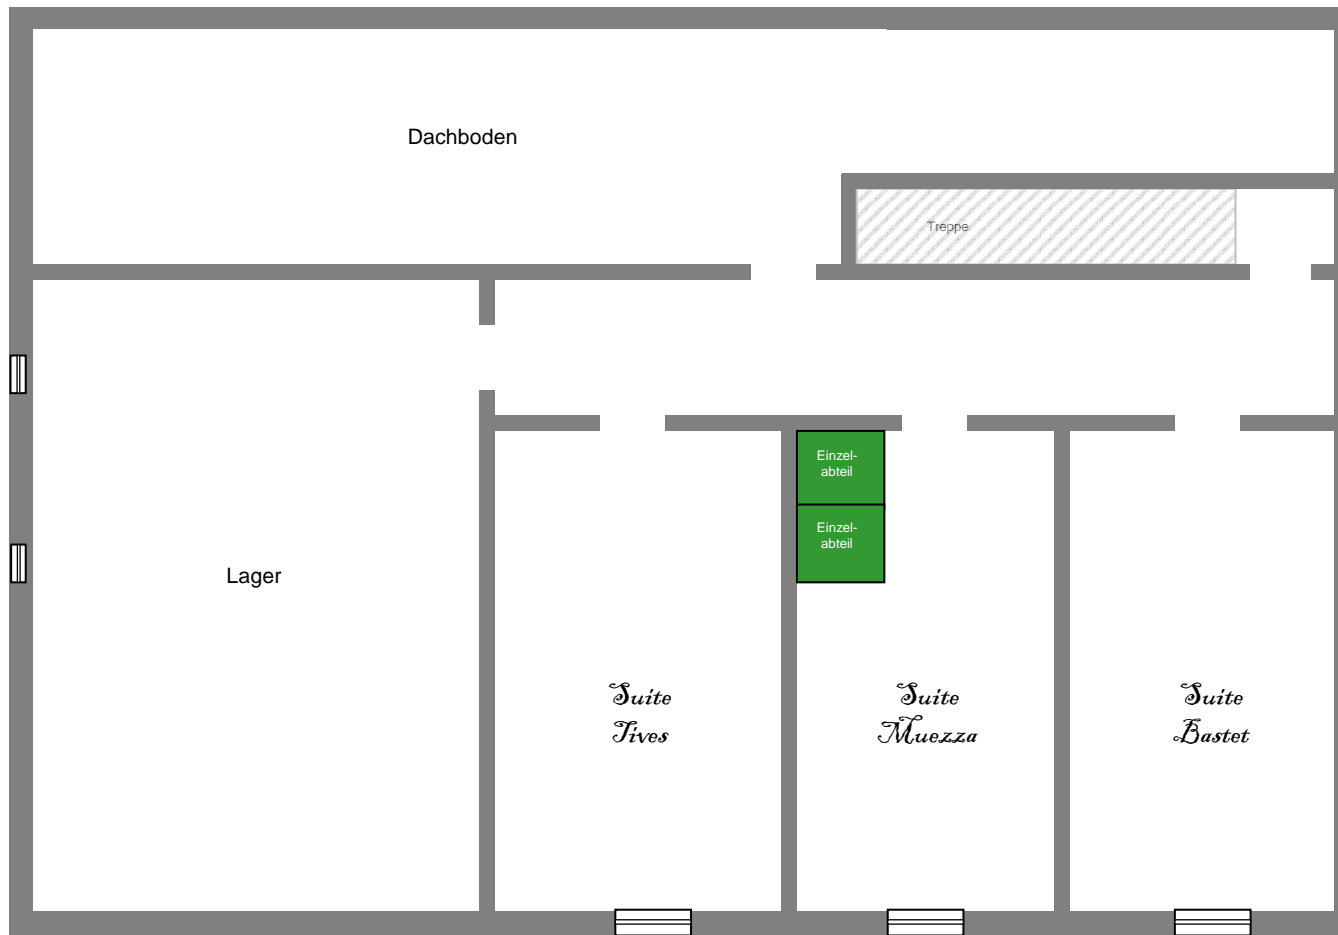 Dachboden
Treppe
Einzel-
abteil
Einzel-
abteil
Lager
Suite
Tives
Suite
Muezza
Suite
Bastet